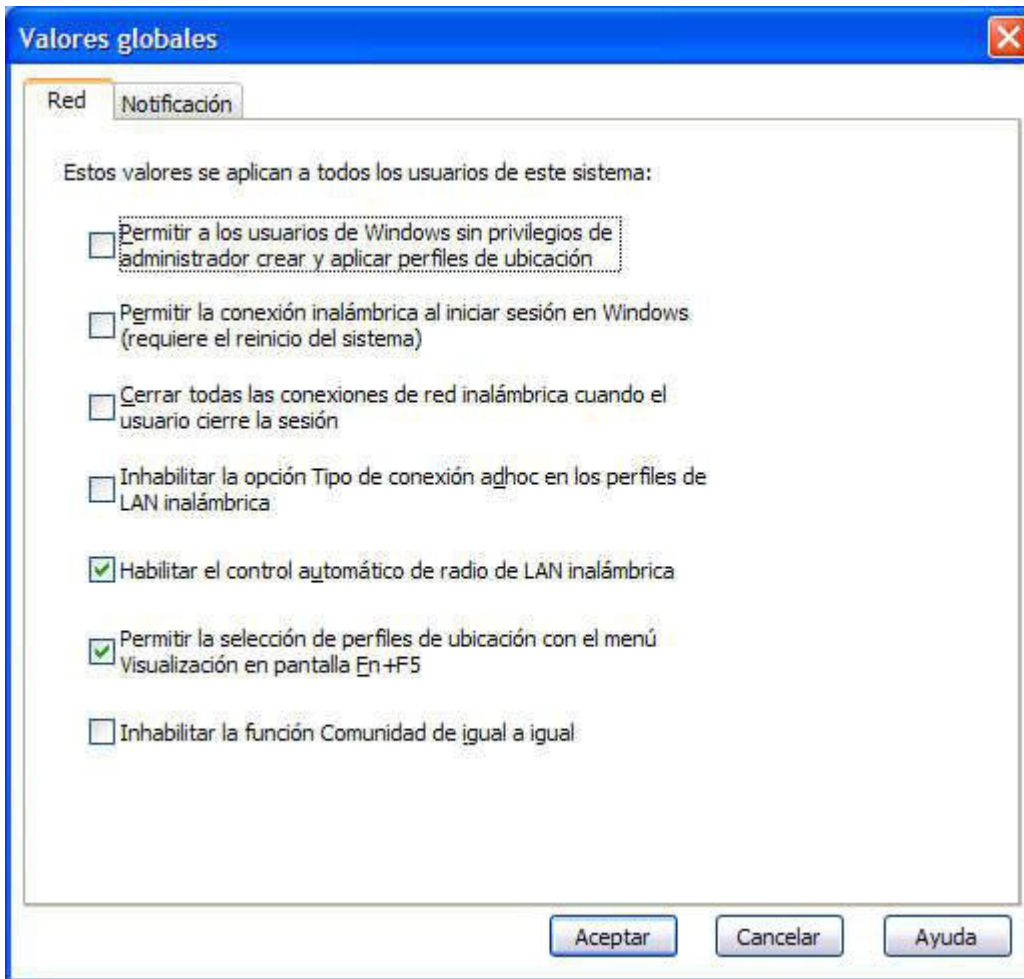 Valores globales
Red
Notificación
Estos valores se aplican a todos los usuarios de este sistema:
Permitir a los usuarios de Windows sin privilegios de
administrador crear y aplicar perfiles de ubicación
Permitir la conexión inalámbrica al iniciar sesión en Windows
(requiere el reinicio del sistema)
Cerrar todas las conexiones de red inalámbrica cuando el
usuario cierre la sesión
Inhabilitar la opción Tipo de conexión adhoc en los perfiles de
LAN inalámbrica
Habilitar el control automático de radio de LAN inalámbrica
Permitir la selección de perfiles de ubicación con el menú
Visualización en pantalla Fn+F5
Inhabilitar la función Comunidad de igual a igual
Aceptar
Cancelar
Ayuda